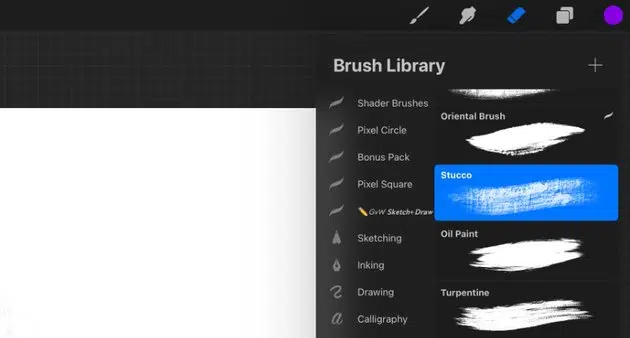 Brush Library
Shader Brushes
Pixel Circle
Bonus Pack
Pixel Square
✏️ GvW Sketch+Draw
Sketching
Inking
Drawing
Calligraphy
Oriental Brush
Stucco
Oil Paint
Turpentine